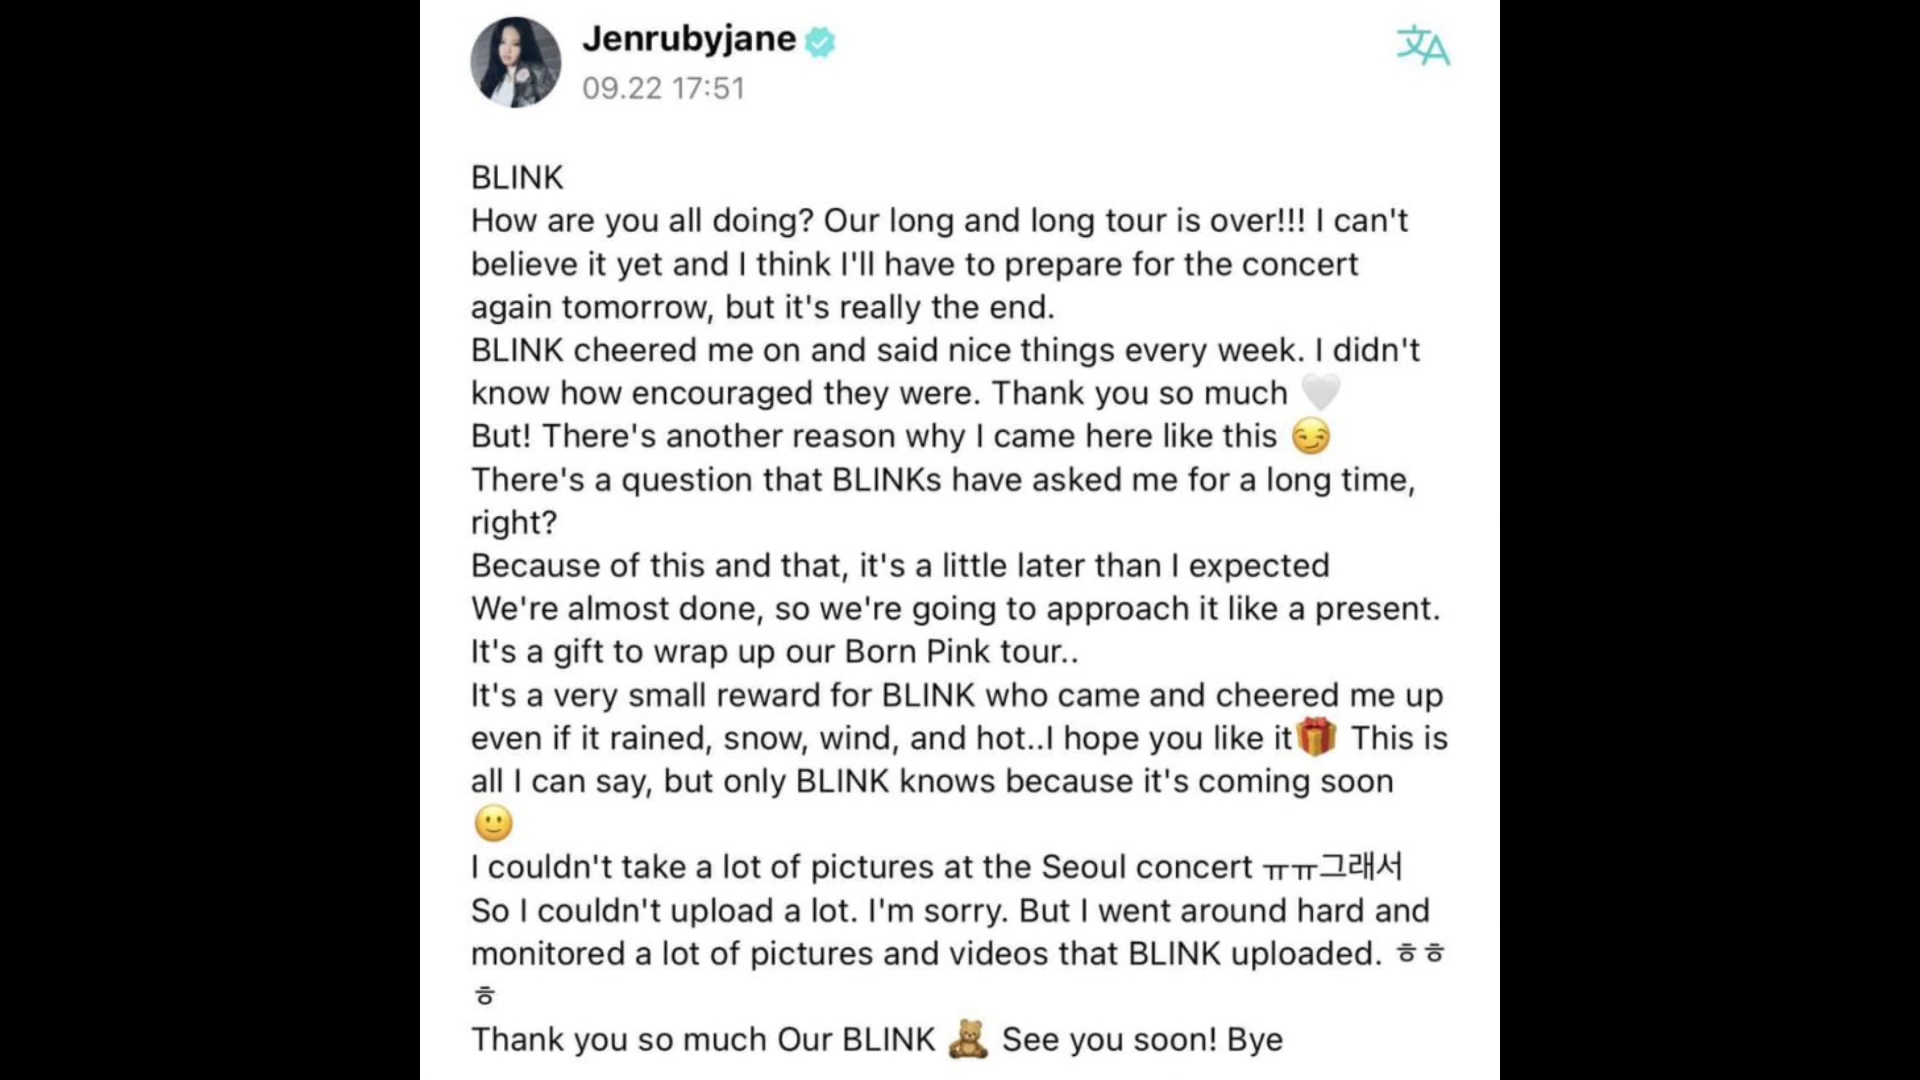 Jenrubyjane
09.22 17:51
BLINK
How are you all doing? Our long and long tour is over!!! I can't
believe it yet and I think I'll have to prepare for the concert
again tomorrow, but it's really the end.
BLINK cheered me on and said nice things every week. I didn't
know how encouraged they were. Thank you so much 🤍
But! There's another reason why I came here like this 😏
There's a question that BLINKs have asked me for a long time,
right?
Because of this and that, it's a little later than I expected
We're almost done, so we're going to approach it like a present.
It's a gift to wrap up our Born Pink tour..
It's a very small reward for BLINK who came and cheered me up
even if it rained, snow, wind, and hot..I hope you like it🎁 This is
all I can say, but only BLINK knows because it's coming soon
🙂
I couldn't take a lot of pictures at the Seoul concert ㅠㅠ그래서
So I couldn't upload a lot. I'm sorry. But I went around hard and
monitored a lot of pictures and videos that BLINK uploaded. ㅎㅎ
ㅎ
Thank you so much Our BLINK 🧸 See you soon! Bye